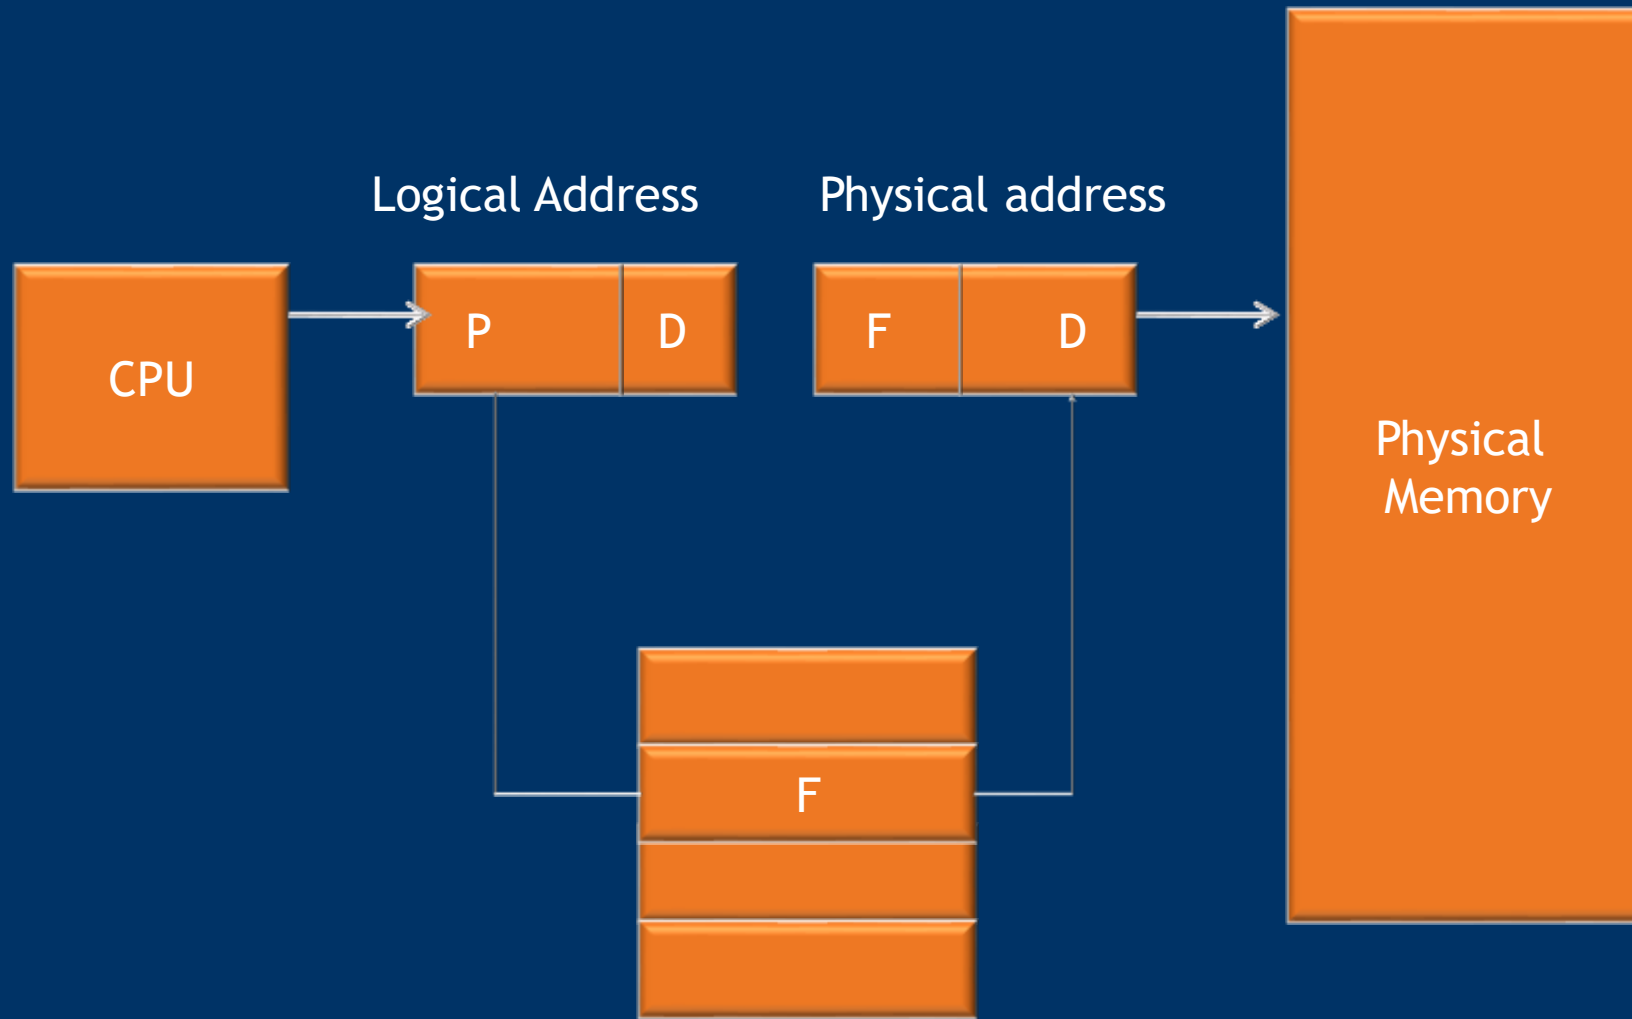 Logical Address
Physical address
CPU
P
D
F
D
Physical
Memory
F